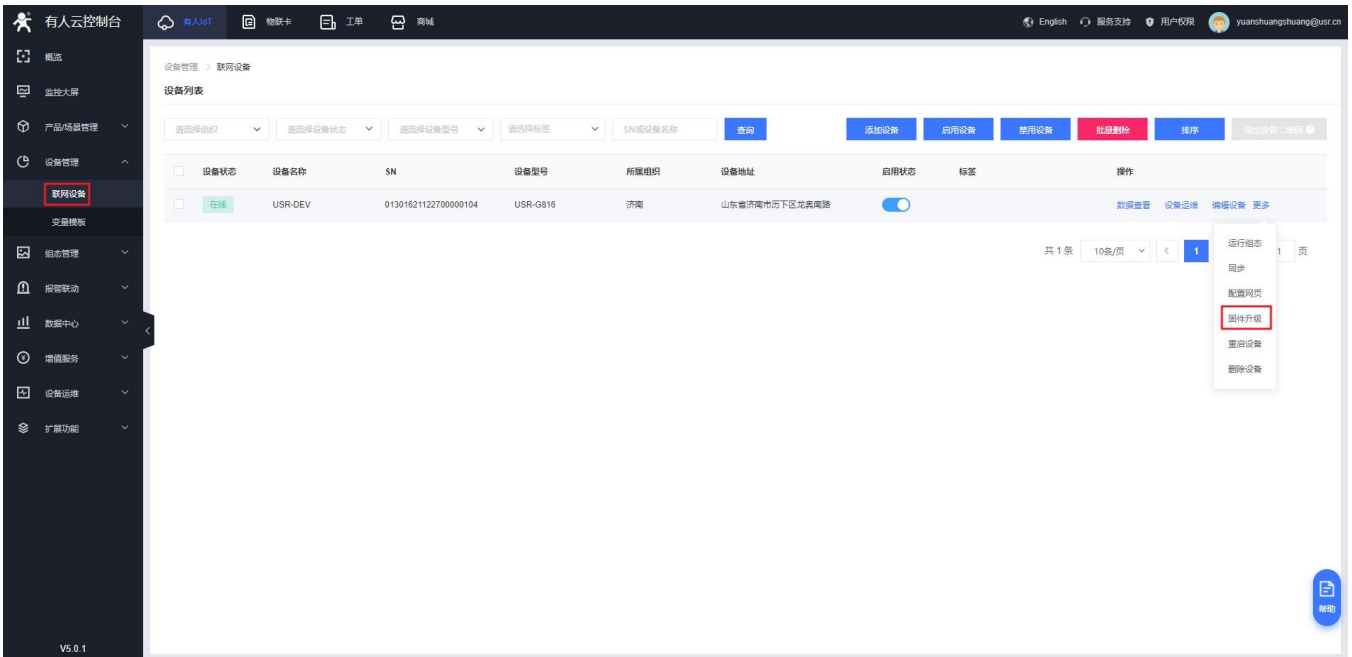 有人云控制台 有人IoT 物联卡 工单 商城 English 服务支持 用户权限 yuanshuangshuang@usr.cn
概览
监控大屏
产品/场景管理
设备管理
联网设备
变量模板
组态管理
报警联动
数据中心
增值服务
设备运维
扩展功能
V5.0.1
设备管理 > 联网设备
设备列表
请选择组织 请选择设备状态 请选择设备型号 请选择标签 SN或设备名称 查询 添加设备 启用设备 禁用设备 批量删除 排序 导出设备二维码
设备状态 设备名称 SN 设备型号 所属组织 设备地址 启用状态 标签 操作
在线 USR-DEV 01301621122700000104 USR-G816 济南 山东省济南市历下区龙奥南路 数据查看 设备运维 编辑设备 更多
共 1 条 10条/页 < 1 1 页
运行组态
同步
配置网页
固件升级
重启设备
删除设备
帮助